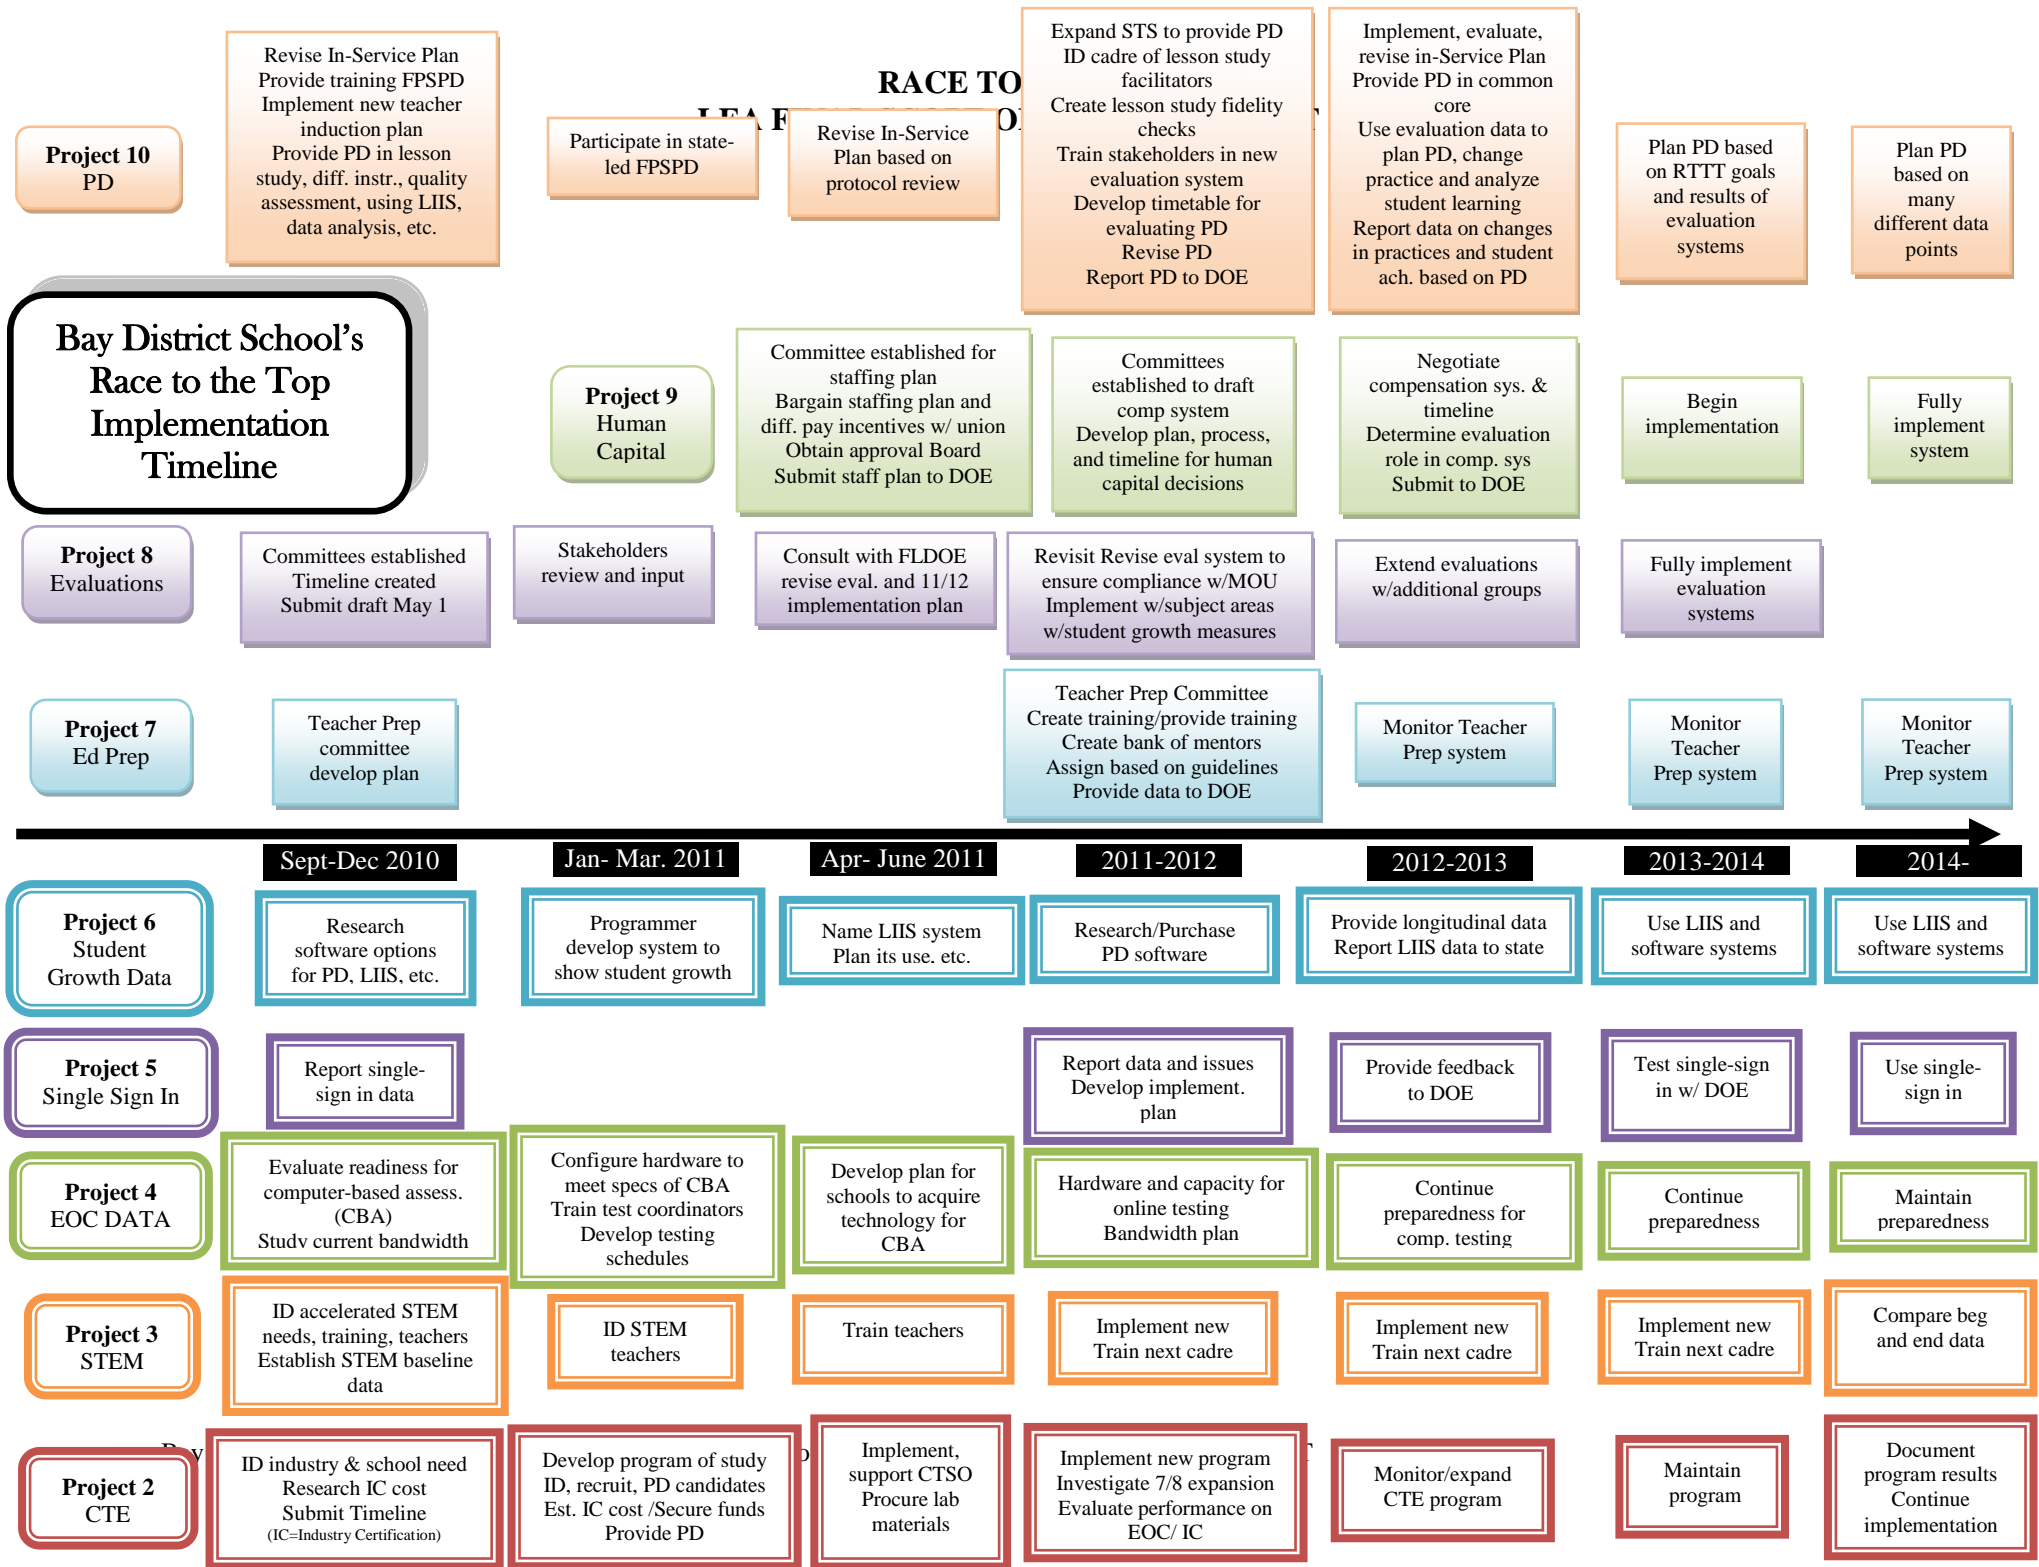 RACE TO
Revise In-Service Plan
Provide training FPSPD
Implement new teacher
induction plan
Provide PD in lesson
study, diff. instr., quality
assessment, using LIIS,
data analysis, etc.
Expand STS to provide PD
ID cadre of lesson study
facilitators
Create lesson study fidelity
checks
Train stakeholders in new
evaluation system
Develop timetable for
evaluating PD
Revise PD
Report PD to DOE
Implement, evaluate,
revise in-Service Plan
Provide PD in common
core
Use evaluation data to
plan PD, change
practice and analyze
student learning
Report data on changes
in practices and student
ach. based on PD
Project 10
PD
Participate in state-
led FPSPD
Revise In-Service
Plan based on
protocol review
Plan PD based
on RTTT goals
and results of
evaluation
systems
Plan PD
based on
many
different data
points
Bay District School's
Race to the Top
Implementation
Timeline
Project 9
Human
Capital
Committee established for
staffing plan
Bargain staffing plan and
diff. pay incentives w/ union
Obtain approval Board
Submit staff plan to DOE
Committees
established to draft
comp system
Develop plan, process,
and timeline for human
capital decisions
Negotiate
compensation sys. &
timeline
Determine evaluation
role in comp. sys
Submit to DOE
Begin
implementation
Fully
implement
system
Project 8
Evaluations
Committees established
Timeline created
Submit draft May 1
Stakeholders
review and input
Consult with FLDOE
revise eval. and 11/12
implementation plan
Revisit Revise eval system to
ensure compliance w/MOU
Implement w/subject areas
w/student growth measures
Extend evaluations
w/additional groups
Fully implement
evaluation
systems
Project 7
Ed Prep
Teacher Prep
committee
develop plan
Teacher Prep Committee
Create training/provide training
Create bank of mentors
Assign based on guidelines
Provide data to DOE
Monitor Teacher
Prep system
Monitor
Teacher
Prep system
Monitor
Teacher
Prep system
Sept-Dec 2010
Jan- Mar. 2011
Apr- June 2011
2011-2012
2012-2013
2013-2014
2014-
Project 6
Student
Growth Data
Research
software options
for PD, LIIS, etc.
Programmer
develop system to
show student growth
Name LIIS system
Plan its use, etc.
Research/Purchase
PD software
Provide longitudinal data
Report LIIS data to state
Use LIIS and
software systems
Use LIIS and
software systems
Project 5
Single Sign In
Report single-
sign in data
Report data and issues
Develop implement.
plan
Provide feedback
to DOE
Test single-sign
in w/ DOE
Use single-
sign in
Project 4
EOC DATA
Evaluate readiness for
computer-based assess.
(CBA)
Study current bandwidth
Configure hardware to
meet specs of CBA
Train test coordinators
Develop testing
schedules
Develop plan for
schools to acquire
technology for
CBA
Hardware and capacity for
online testing
Bandwidth plan
Continue
preparedness for
comp. testing
Continue
preparedness
Maintain
preparedness
Project 3
STEM
ID accelerated STEM
needs, training, teachers
Establish STEM baseline
data
ID STEM
teachers
Train teachers
Implement new
Train next cadre
Implement new
Train next cadre
Implement new
Train next cadre
Compare beg
and end data
Project 2
CTE
ID industry & school need
Research IC cost
Submit Timeline
(IC=Industry Certification)
Develop program of study
ID, recruit, PD candidates
Est. IC cost /Secure funds
Provide PD
Implement,
support CTSO
Procure lab
materials
Implement new program
Investigate 7/8 expansion
Evaluate performance on
EOC/ IC
Monitor/expand
CTE program
Maintain
program
Document
program results
Continue
implementation